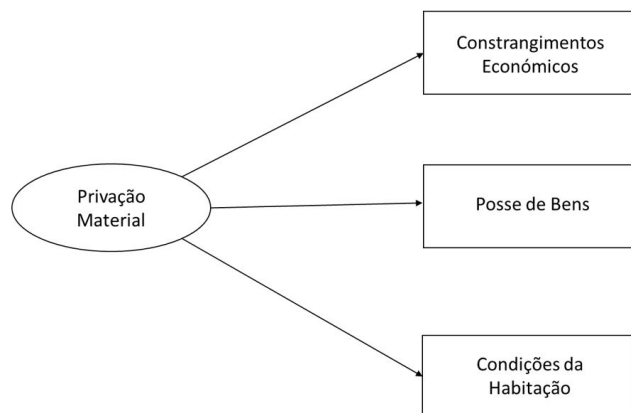 Constrangimentos
Económicos
Privação
Material
Posse de Bens
Condições da
Habitação